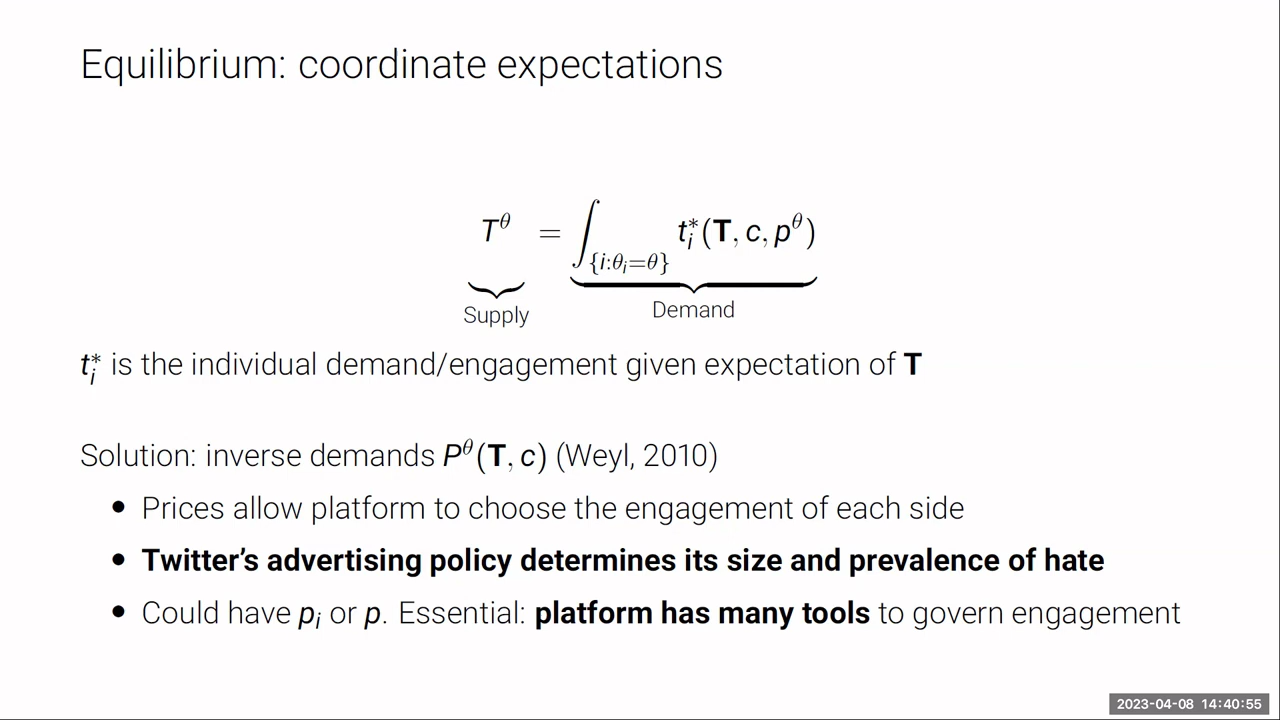 Equilibrium: coordinate expectations
T^θ = ∫_{i:θ_i=θ} t_i^*(T, c, p^θ)
Supply Demand
t_i^* is the individual demand/engagement given expectation of T
Solution: inverse demands P^θ(T, c) (Weyl, 2010)
• Prices allow platform to choose the engagement of each side
• Twitter’s advertising policy determines its size and prevalence of hate
• Could have p_i or p. Essential: platform has many tools to govern engagement
2023-04-08 14:40:55